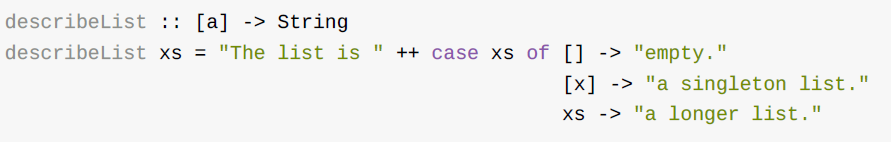 describeList :: [a] -> String
describeList xs = "The list is " ++ case xs of [] -> "empty."
[x] -> "a singleton list."
xs -> "a longer list."